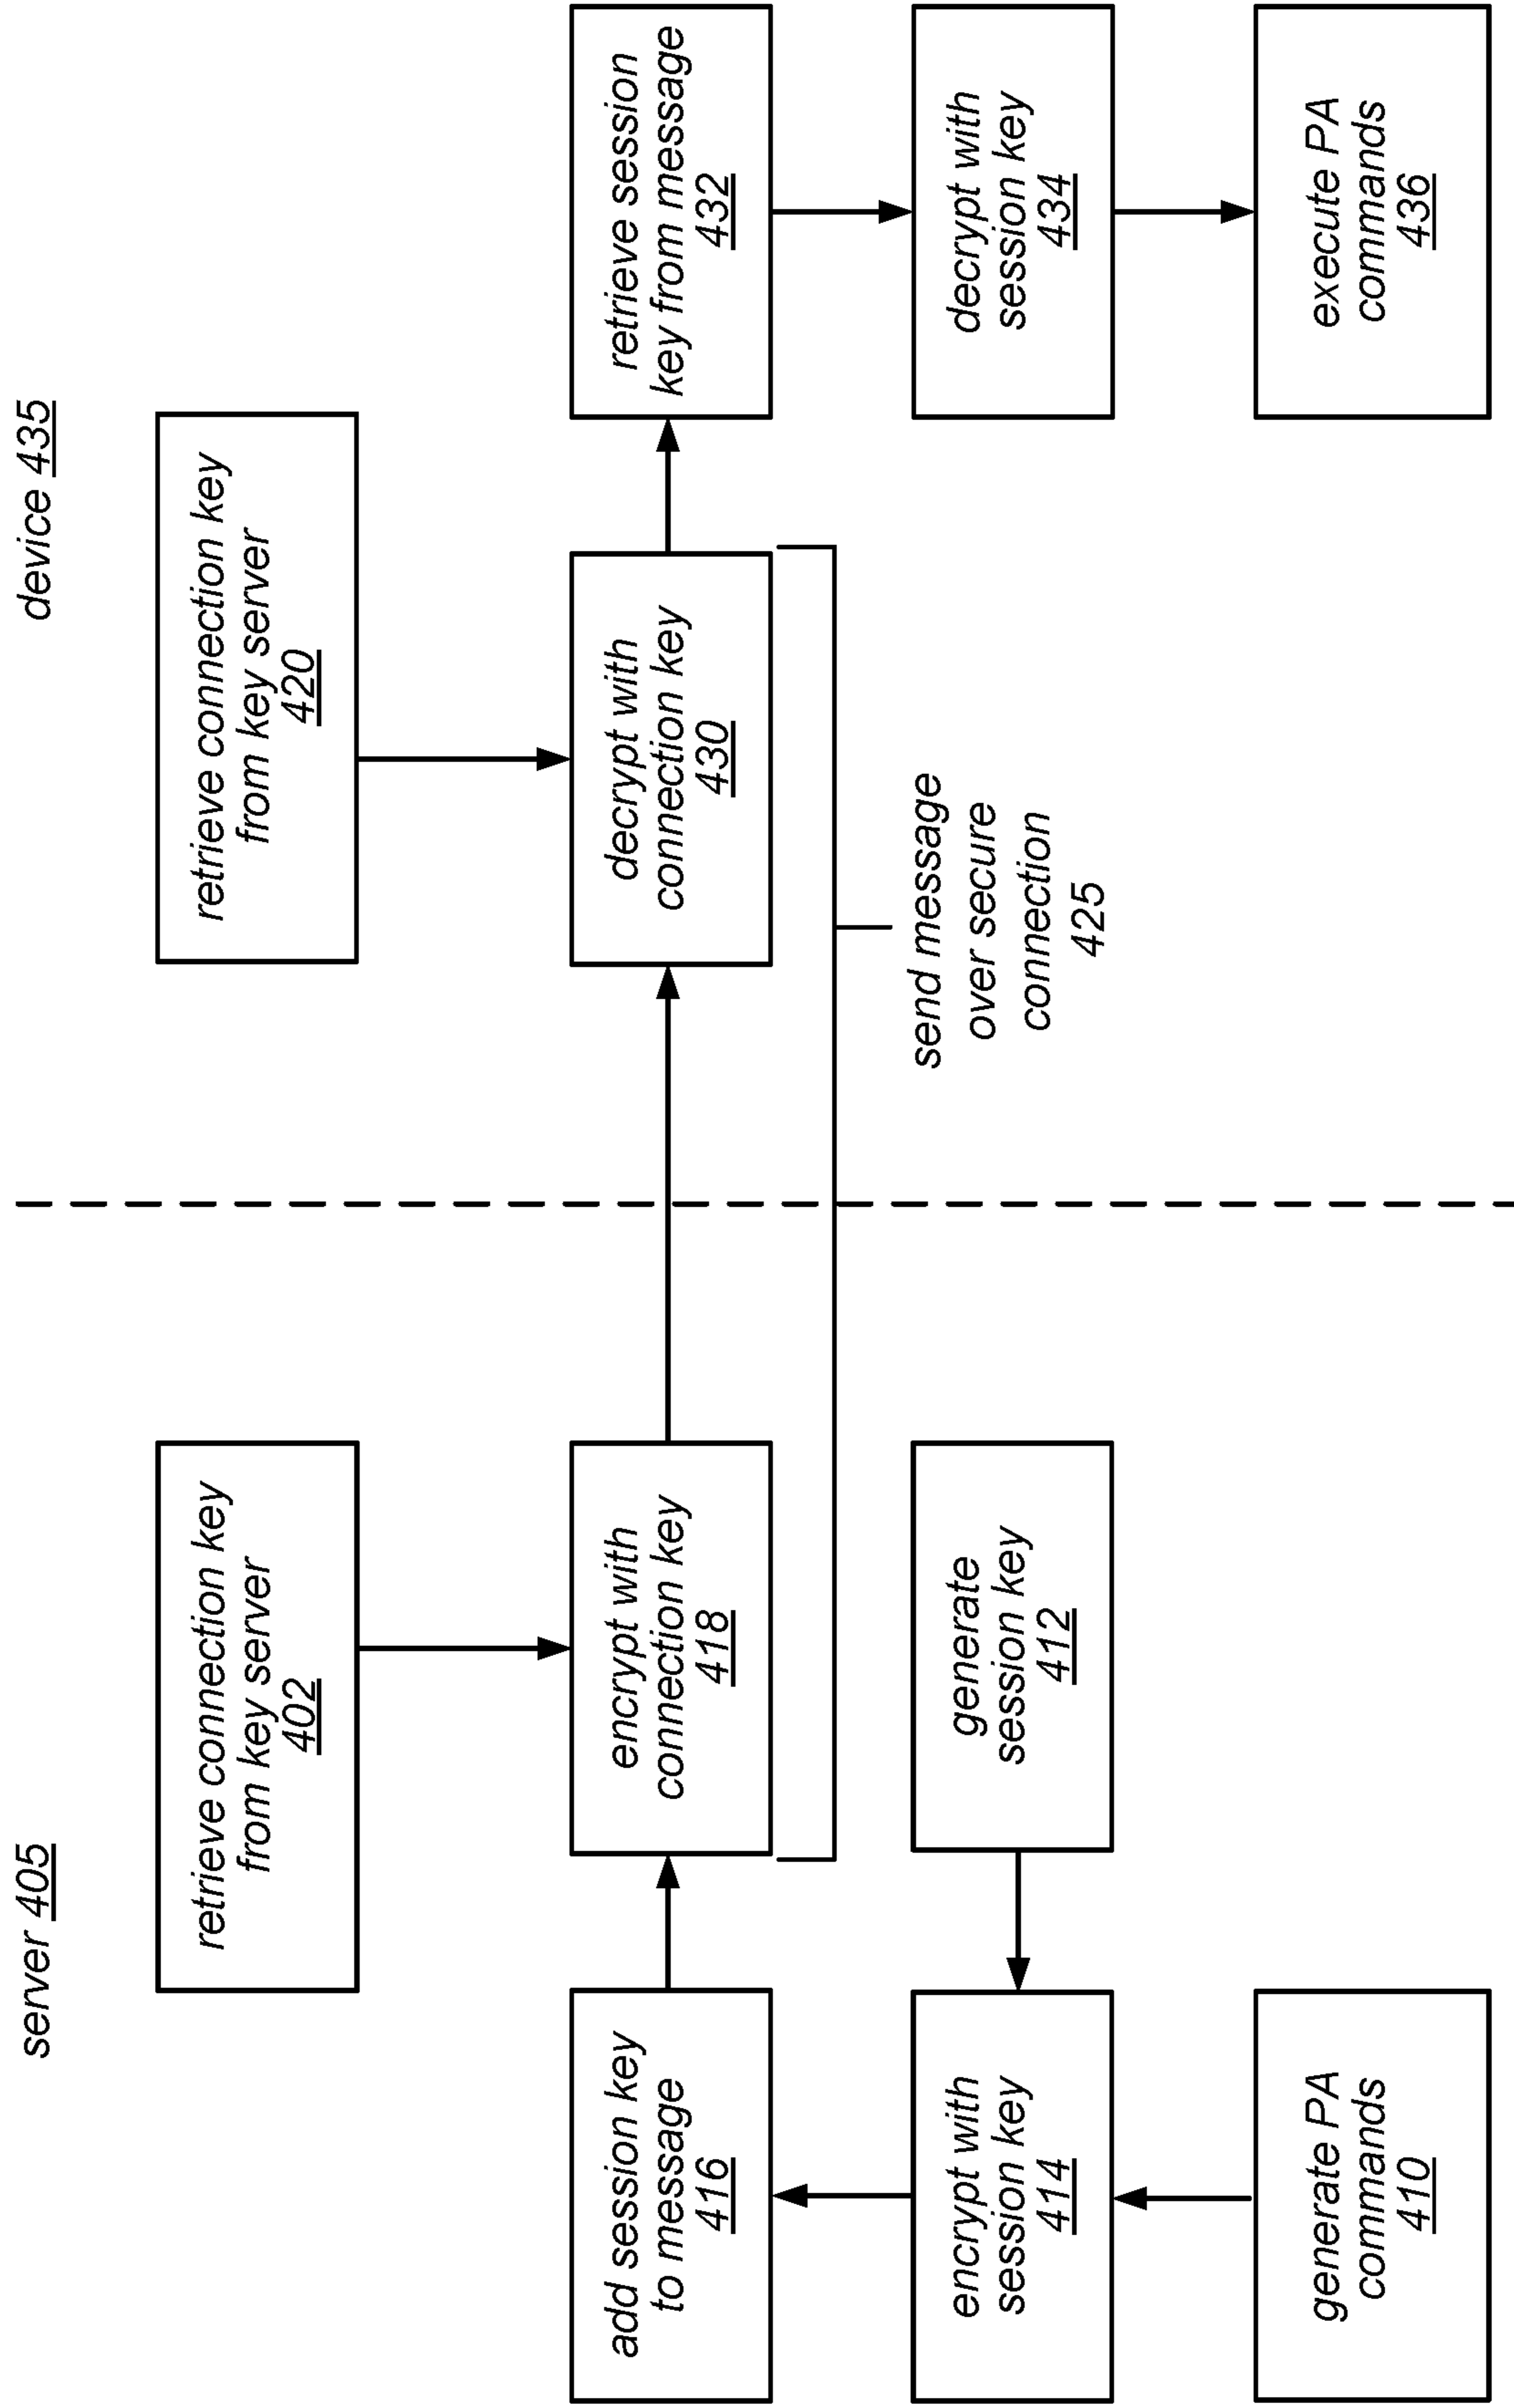 server 405
device 435
retrieve connection key
from key server
402
retrieve connection key
from key server
420
add session key
to message
416
encrypt with
connection key
418
decrypt with
connection key
430
retrieve session
key from message
432
encrypt with
session key
414
generate
session key
412
send message
over secure
connection
425
decrypt with
session key
434
generate PA
commands
410
execute PA
commands
436